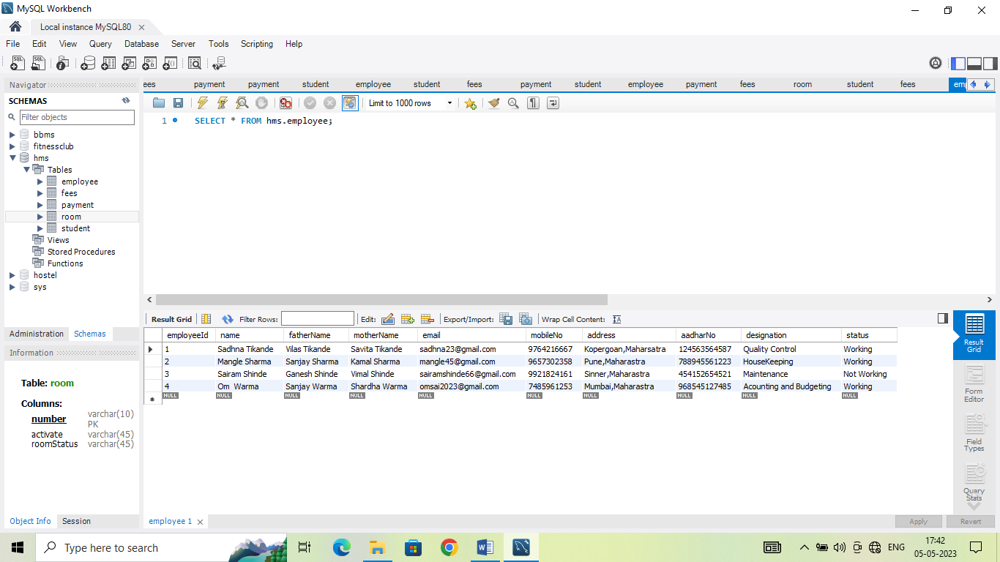 MySQL Workbench
Local instance MySQL80
File Edit View Query Database Server Tools Scripting Help
Navigator
SCHEMAS
Filter objects
bbms
fitnessclub
hms
Tables
employee
fees
payment
room
student
Views
Stored Procedures
Functions
hostel
sys
Administration Schemas
Information
Table: room
Columns:
number varchar(10) PK
activate varchar(45)
roomStatus varchar(45)
Object Info Session
ees payment payment student employee student fees payment student employee payment fees room student fees em
Limit to 1000 rows
1 SELECT * FROM hms.employee;
Result Grid Filter Rows: Edit: Export/Import: Wrap Cell Content:
employeeId name fatherName motherName email mobileNo address aadharNo designation status
1 Sadhna Tikande Vilas Tikande Savita Tikande sadhna23@gmail.com 9764216667 Kopergoan,Maharsatra 124563564587 Quality Control Working
2 Mangle Sharma Sanjay Sharma Kamal Sharma mangle45@gmail.com 9657302358 Pune,Maharastra 788945561223 HouseKeeping Working
3 Sairam Shinde Ganesh Shinde Vimal Shinde sairamshinde66@gmail.com 9921824161 Sinner,Maharastra 454152654521 Maintenance Not Working
4 Om Warma Sanjay Warma Shardha Warma omsai2023@gmail.com 7485961253 Mumbai,Maharastra 968545127485 Acounting and Budgeting Working
NULL NULL NULL NULL NULL NULL NULL NULL NULL NULL
Result Grid
Form Editor
Field Types
Query Stats
employee 1
Apply Revert
Type here to search
ENG
17:42
05-05-2023